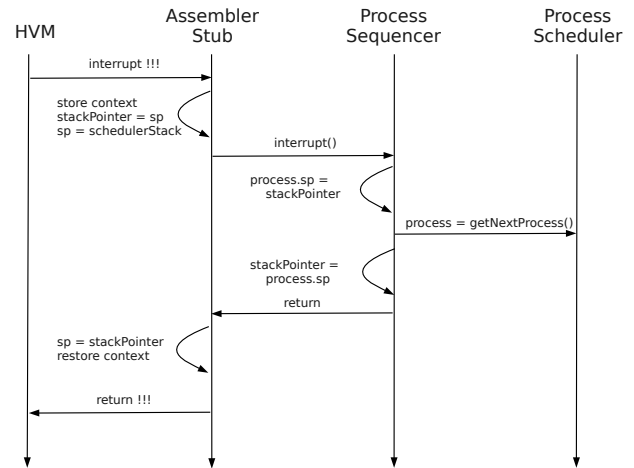 HVM
Assembler
Stub
Process
Sequencer
Process
Scheduler
interrupt !!!
store context
stackPointer = sp
sp = schedulerStack
interrupt()
process.sp =
stackPointer
process = getNextProcess()
stackPointer =
process.sp
return
sp = stackPointer
restore context
return !!!